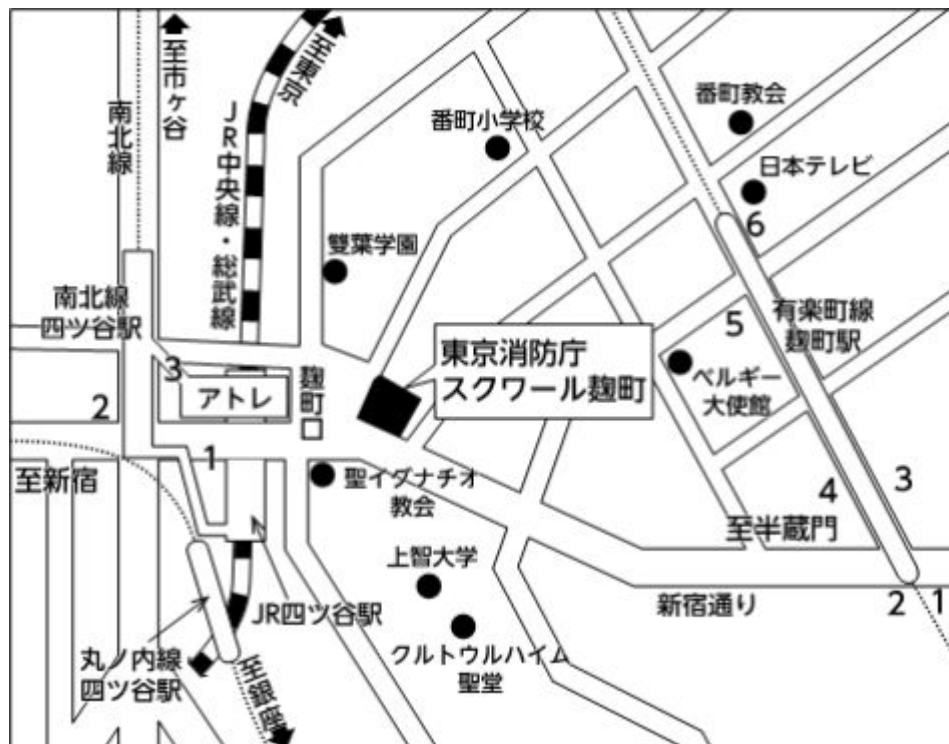 至市ヶ谷
至東京
南北線
JR中央線・総武線
番町小学校
番町教会
日本テレビ
6
雙葉学園
南北線
四ツ谷駅
有楽町線
麹町駅
5
東京消防庁
スクワール麹町
3
アトレ
麹町
ベルギー
大使館
2
1
至新宿
聖イグナチオ
教会
4
3
至半蔵門
上智大学
新宿通り
2
1
JR四ツ谷駅
クルトゥルハイム
聖堂
丸ノ内線
四ツ谷駅
至銀座